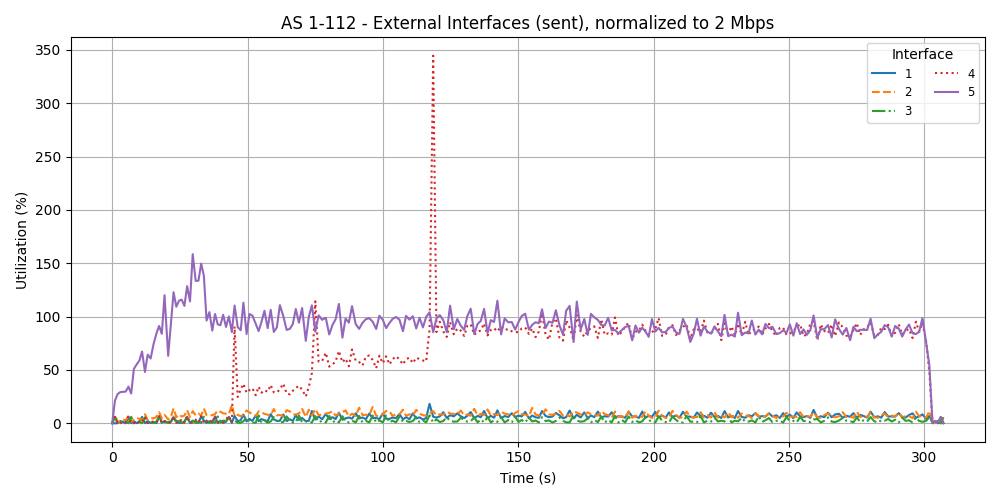 AS 1-112 - External Interfaces (sent), normalized to 2 Mbps
Interface
1
2
3
4
5
350
300
250
200
150
100
50
0
Utilization (%)
0 50 100 150 200 250 300
Time (s)